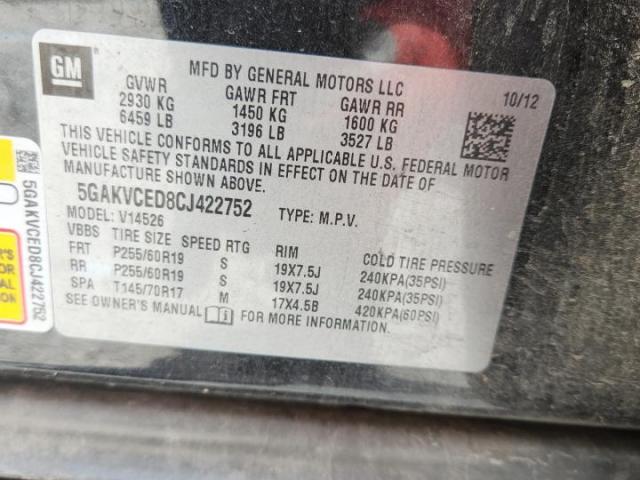 GM
MFD BY GENERAL MOTORS LLC
10/12
GVWR GAWR FRT GAWR RR
2930 KG 1450 KG 1600 KG
6459 LB 3196 LB 3527 LB
THIS VEHICLE CONFORMS TO ALL APPLICABLE U.S. FEDERAL MOTOR
VEHICLE SAFETY STANDARDS IN EFFECT ON THE DATE OF
MANUFACTURE SHOWN ABOVE.
5GAKVCED8CJ422752 TYPE: M.P.V.
MODEL: V14526
VBBS TIRE SIZE SPEED RTG RIM COLD TIRE PRESSURE
FRT P255/60R19 S 19X7.5J 240KPA(35PSI)
RR P255/60R19 S 19X7.5J 240KPA(35PSI)
SPA T145/70R17 M 17X4.5B 420KPA(60PSI)
SEE OWNER'S MANUAL FOR MORE INFORMATION.
5GAKVCED8CJ422752